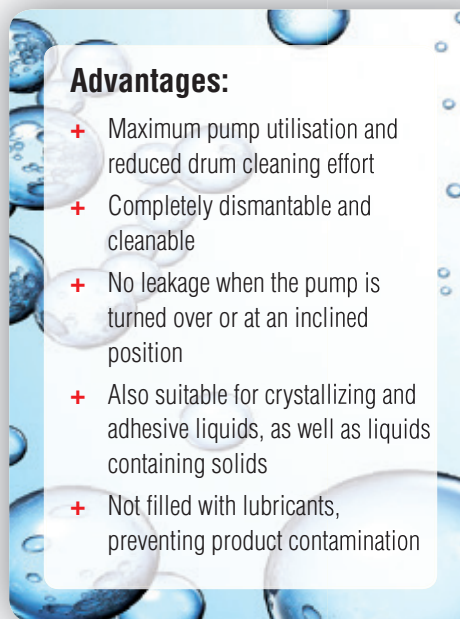 Advantages:
+ Maximum pump utilisation and
reduced drum cleaning effort
+ Completely dismantable and
cleanable
+ No leakage when the pump is
turned over or at an inclined
position
+ Also suitable for crystallizing and
adhesive liquids, as well as liquids
containing solids
+ Not filled with lubricants,
preventing product contamination